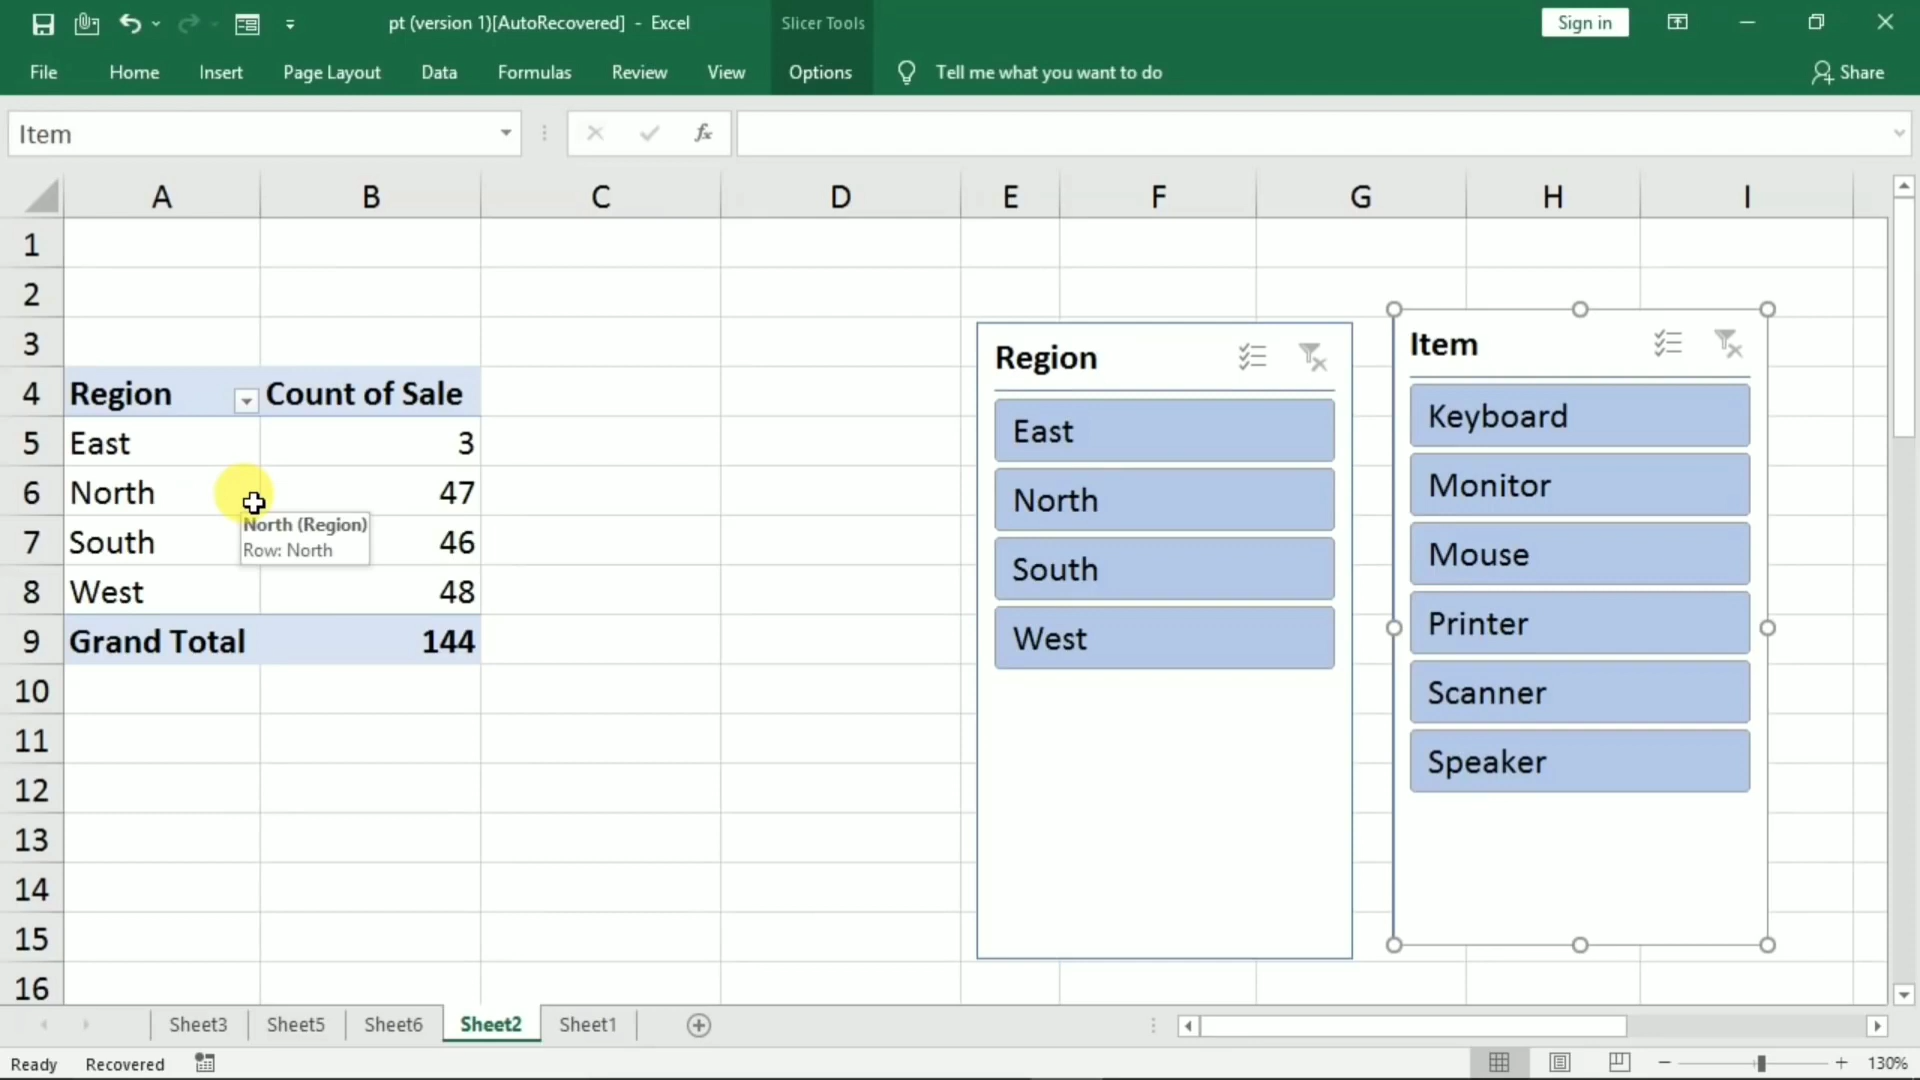 pt (version 1)[AutoRecovered] - Excel
Slicer Tools
Sign in
File Home Insert Page Layout Data Formulas Review View Options Tell me what you want to do Share
Item
fx
A B C D E F G H I
1
2
3
4 Region Count of Sale
5 East 3
6 North 47
7 South 46
8 West 48
9 Grand Total 144
10
11
12
13
14
15
16
North (Region)
Row: North
Region
East
North
South
West
Item
Keyboard
Monitor
Mouse
Printer
Scanner
Speaker
Sheet3 Sheet5 Sheet6 Sheet2 Sheet1
Ready Recovered 130%